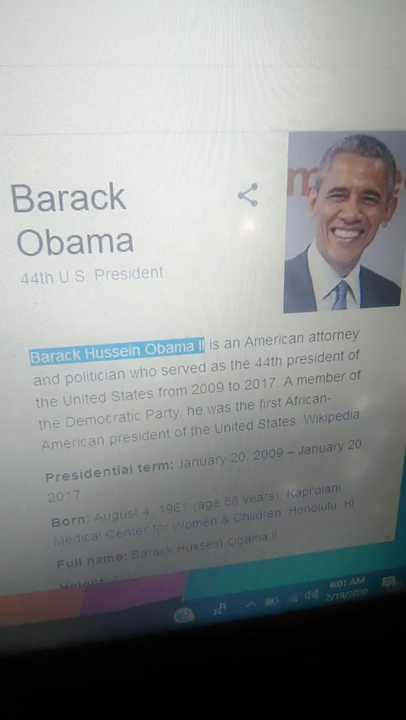 Barack
Obama
44th U.S. President
Barack Hussein Obama II is an American attorney
and politician who served as the 44th president of
the United States from 2009 to 2017. A member of
the Democratic Party, he was the first African-
American president of the United States. Wikipedia
Presidential term: January 20, 2009 – January 20,
2017
Born: August 4, 1961 (age 58 years), Kapiolani
Medical Center for Women & Children, Honolulu, HI
Full name: Barack Hussein Obama II
Height:
6:01 AM